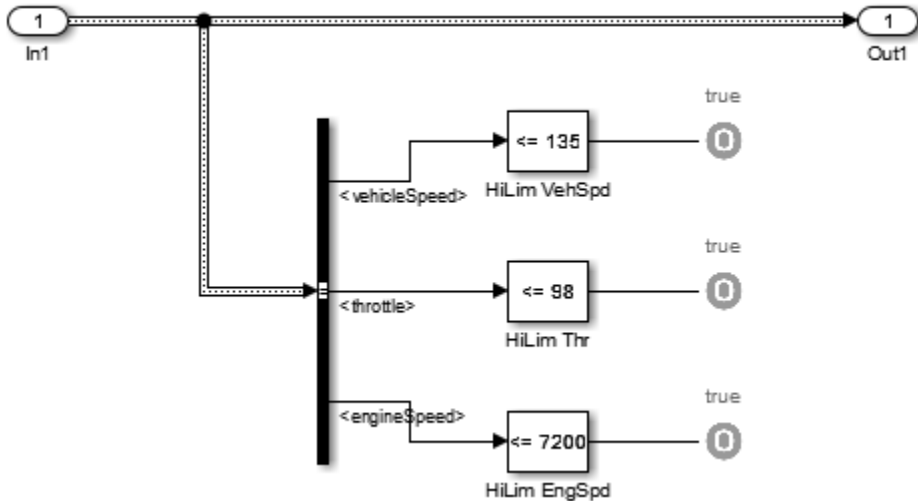 1
In1
1
Out1
<vehicleSpeed>
<= 135
HiLim VehSpd
true
O
<throttle>
<= 98
HiLim Thr
true
O
<engineSpeed>
<= 7200
HiLim EngSpd
true
O